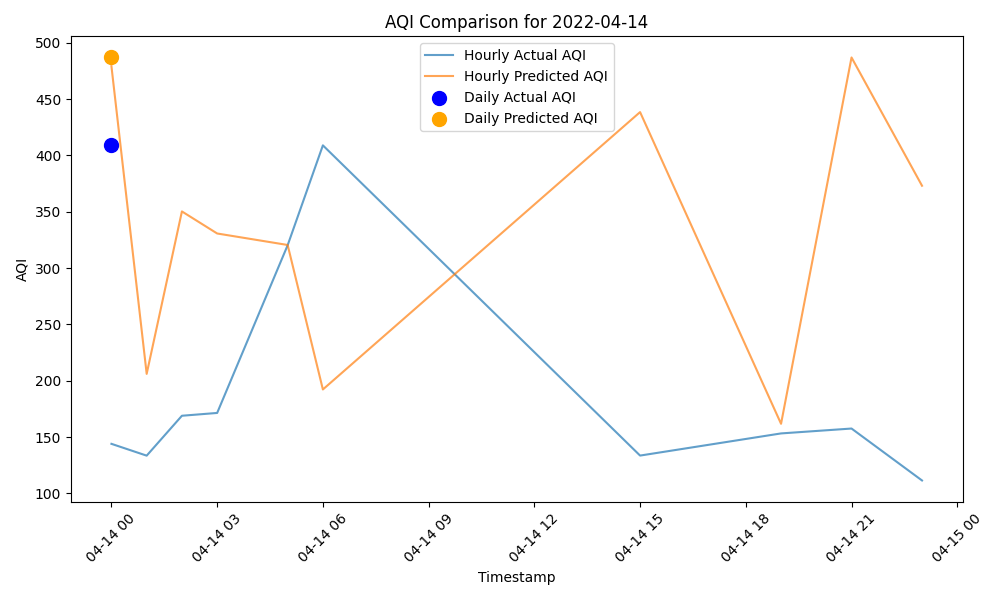 AQI Comparison for 2022-04-14
Hourly Actual AQI
Hourly Predicted AQI
Daily Actual AQI
Daily Predicted AQI
AQI
500
450
400
350
300
250
200
150
100
04-14 00
04-14 03
04-14 06
04-14 09
04-14 12
04-14 15
04-14 18
04-14 21
04-15 00
Timestamp